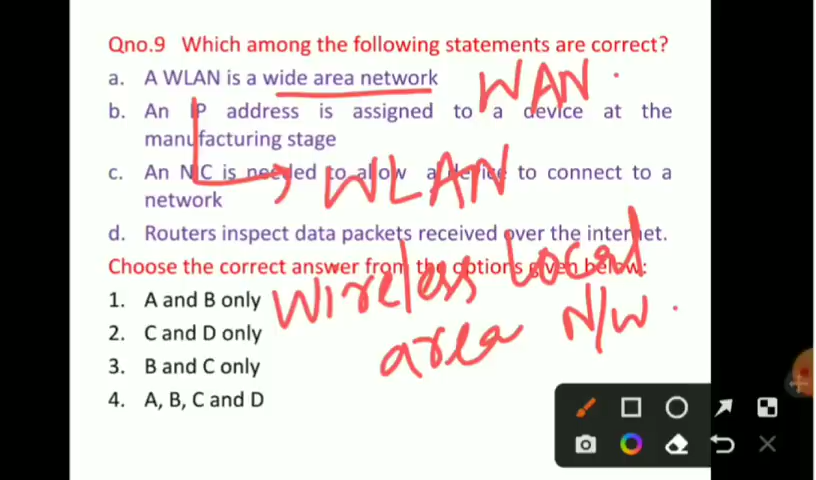 Qno.9 Which among the following statements are correct?
a. A WLAN is a wide area network
WAN
b. An IP address is assigned to a device at the
manufacturing stage
c. An NIC is needed to allow a device to connect to a
network
WLAN
d. Routers inspect data packets received over the internet.
Choose the correct answer from the options given below:
Wireless Local
area N/W
1. A and B only
2. C and D only
3. B and C only
4. A, B, C and D